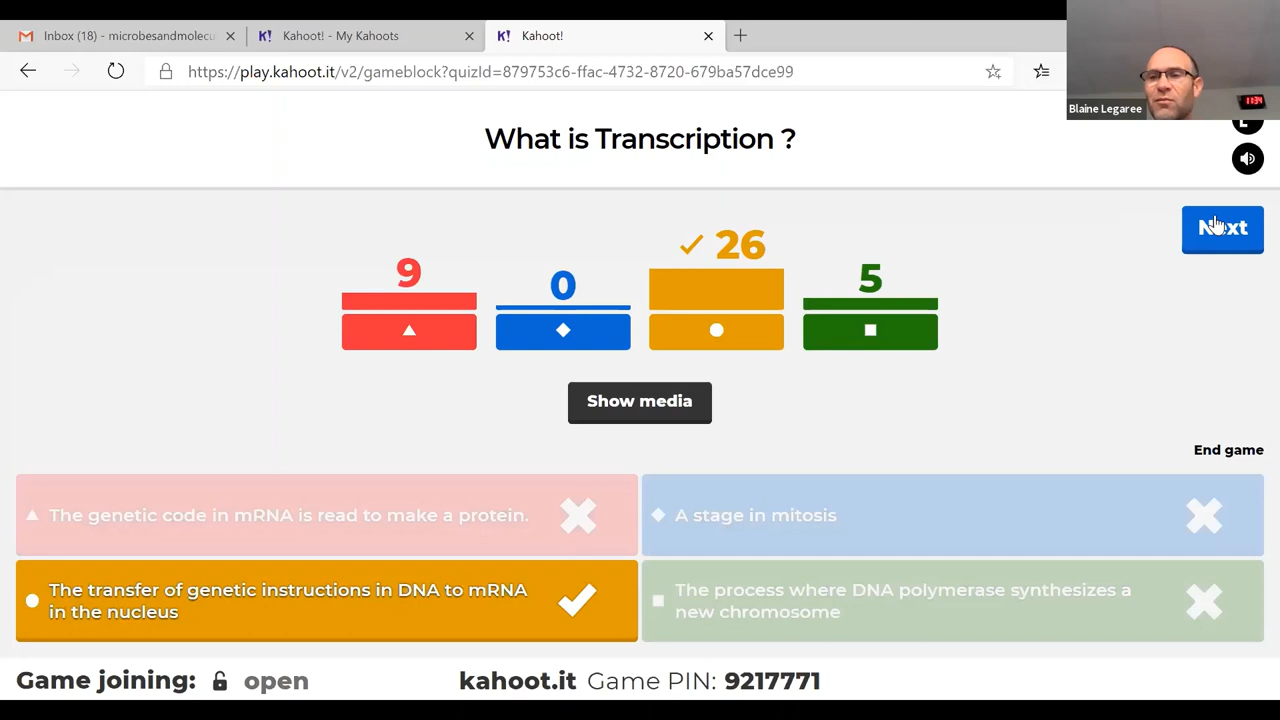 Inbox (18) - microbesandmolecu
Kahoot! - My Kahoots
Kahoot!
https://play.kahoot.it/v2/gameblock?quizId=879753c6-ffac-4732-8720-679ba57dce99
Blaine Legaree
11:34
What is Transcription ?
Next
9
0
26
5
Show media
End game
The genetic code in mRNA is read to make a protein.
A stage in mitosis
The transfer of genetic instructions in DNA to mRNA
in the nucleus
The process where DNA polymerase synthesizes a
new chromosome
Game joining: open
kahoot.it Game PIN: 9217771